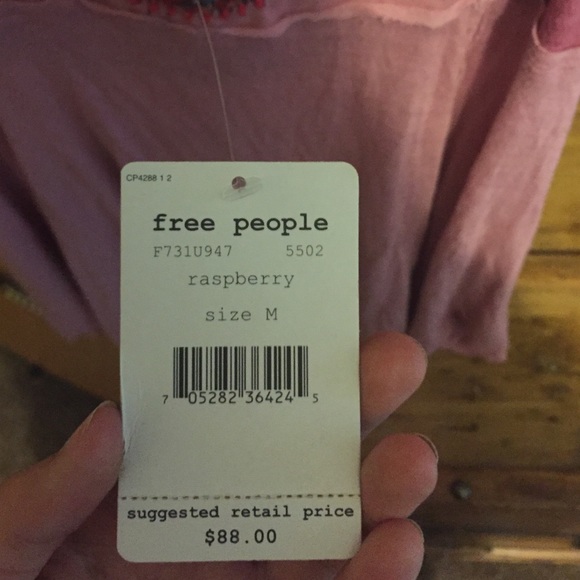 CP4288 1 2
free people
F731U947 5502
raspberry
size M
7 05282 36424 5
suggested retail price
$88.00